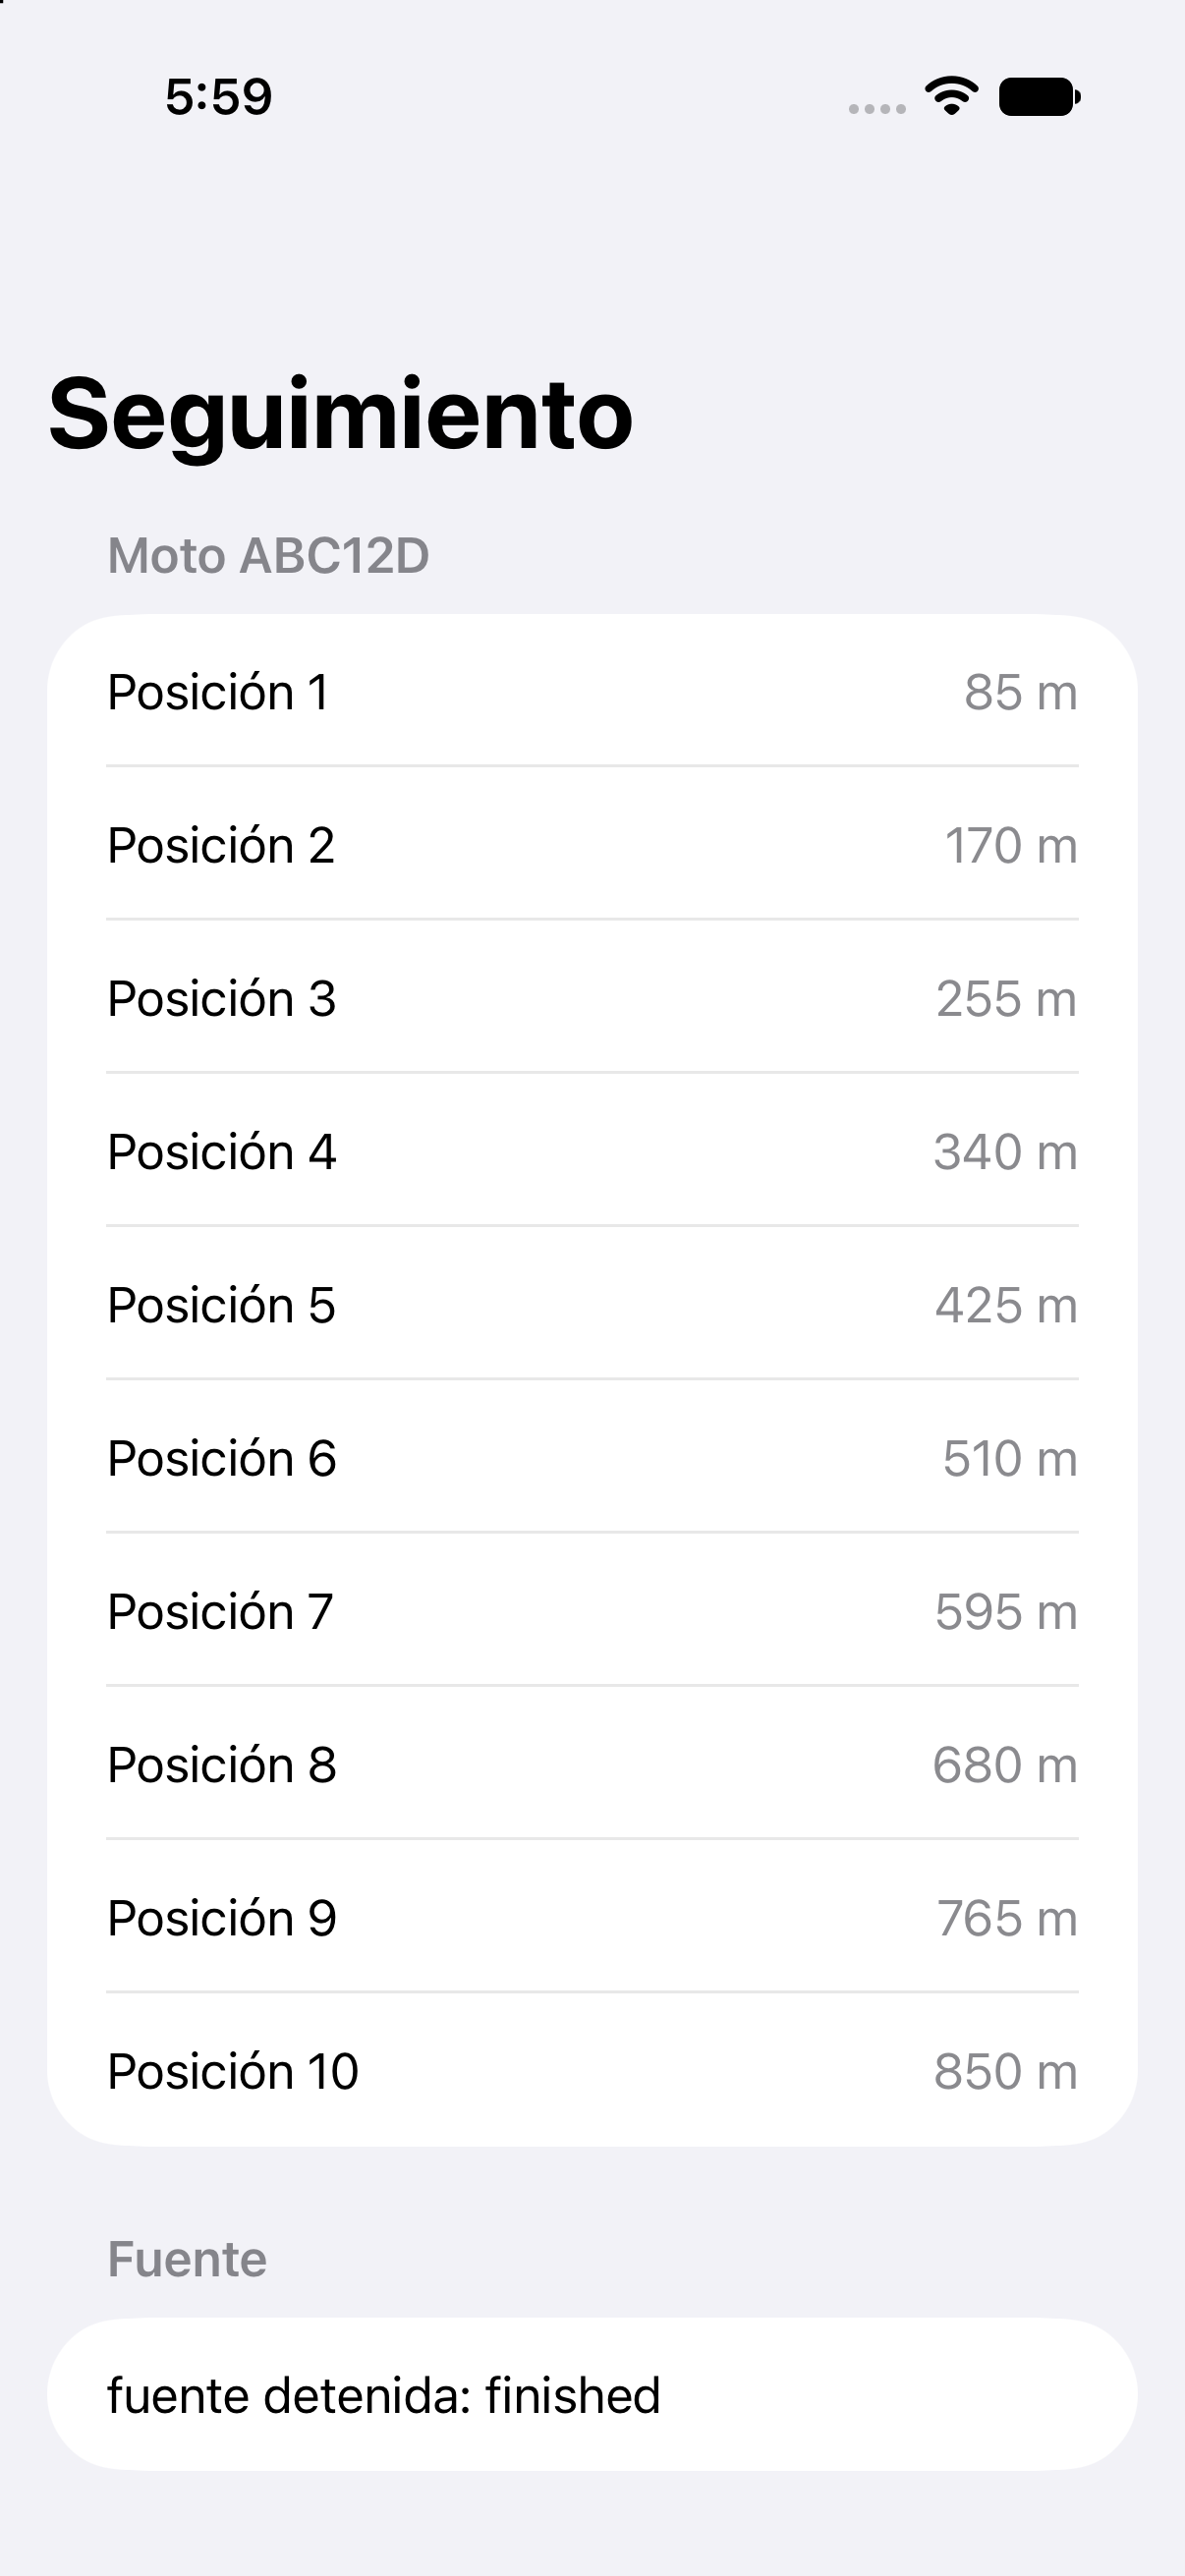 5:59
Seguimiento
Moto ABC12D
Posición 1 85 m
Posición 2 170 m
Posición 3 255 m
Posición 4 340 m
Posición 5 425 m
Posición 6 510 m
Posición 7 595 m
Posición 8 680 m
Posición 9 765 m
Posición 10 850 m
Fuente
fuente detenida: finished